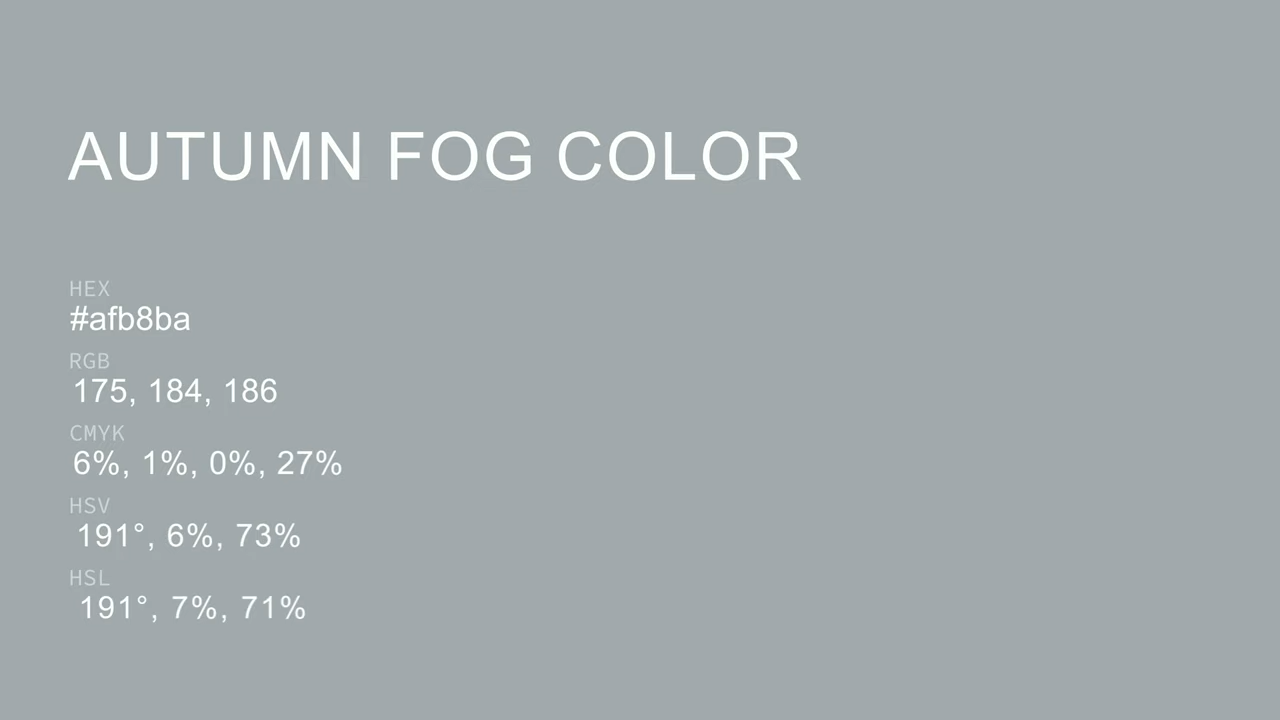 AUTUMN FOG COLOR
HEX
#afb8ba
RGB
175, 184, 186
CMYK
6%, 1%, 0%, 27%
HSV
191°, 6%, 73%
HSL
191°, 7%, 71%